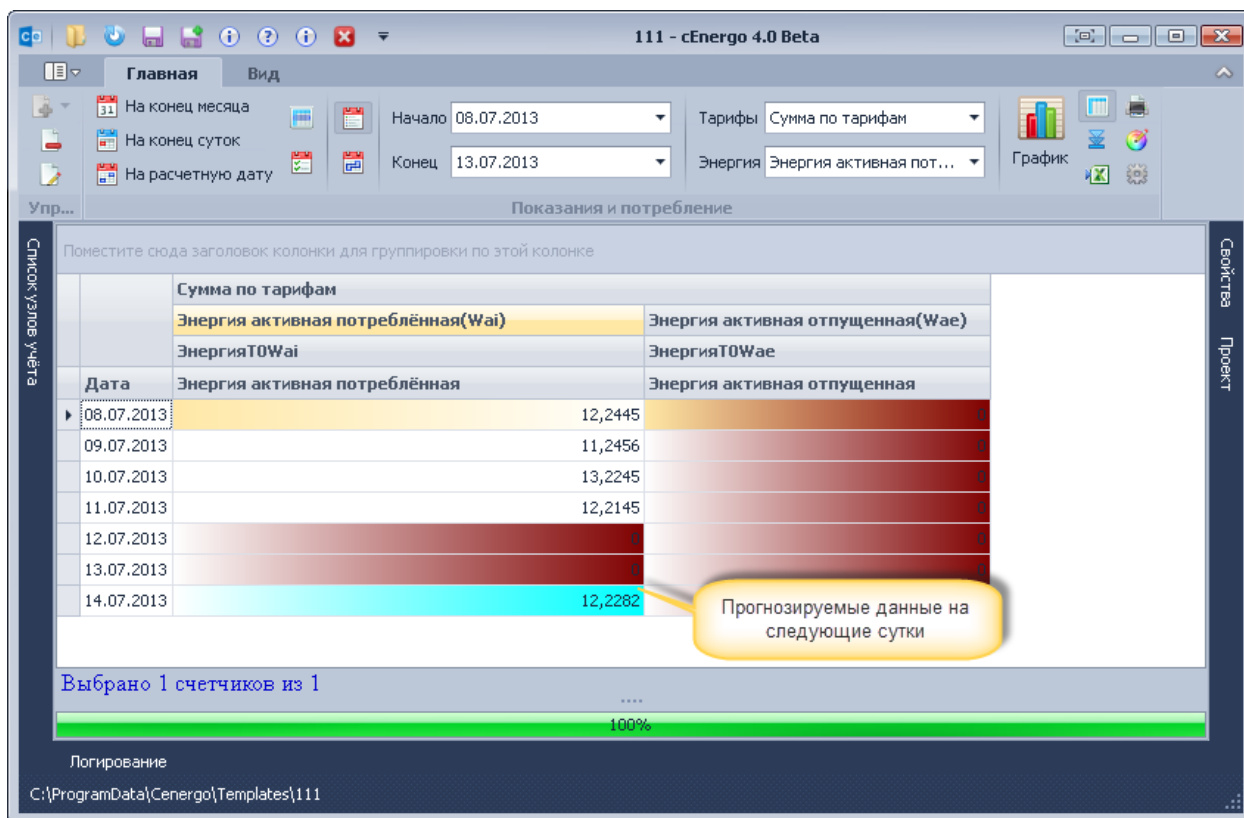 111 - cEnergo 4.0 Beta
Главная Вид
На конец месяца
На конец суток
На расчетную дату
Начало 08.07.2013
Конец 13.07.2013
Тарифы Сумма по тарифам
Энергия Энергия активная пот...
График
Упр... Показания и потребление
Список узлов учёта
Поместите сюда заголовок колонки для группировки по этой колонке
Свойства Проект
Сумма по тарифам
Энергия активная потреблённая(Wai) Энергия активная отпущенная(Wae)
ЭнергияT0Wai ЭнергияT0Wae
Дата Энергия активная потреблённая Энергия активная отпущенная
08.07.2013 12,2445 0
09.07.2013 11,2456 0
10.07.2013 13,2245 0
11.07.2013 12,2145 0
12.07.2013 0 0
13.07.2013 0 0
14.07.2013 12,2282
Прогнозируемые данные на
следующие сутки
Выбрано 1 счетчиков из 1
100%
Логирование
C:\ProgramData\Cenergo\Templates\111